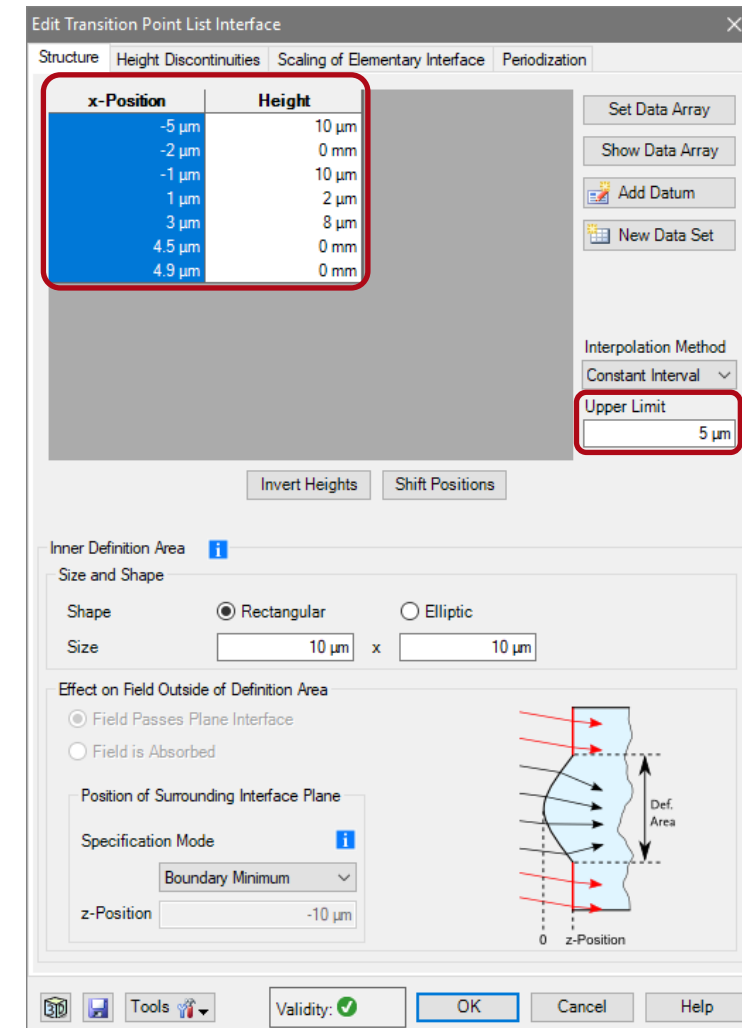 Edit Transition Point List Interface
Structure Height Discontinuities Scaling of Elementary Interface Periodization
x-Position Height
-5 µm 10 µm
-2 µm 0 mm
-1 µm 10 µm
1 µm 2 µm
3 µm 8 µm
4.5 µm 0 mm
4.9 µm 0 mm
Set Data Array
Show Data Array
Add Datum
New Data Set
Interpolation Method
Constant Interval
Upper Limit
5 µm
Invert Heights Shift Positions
Inner Definition Area
Size and Shape
Shape Rectangular Elliptic
Size 10 µm x 10 µm
Effect on Field Outside of Definition Area
Field Passes Plane Interface
Field is Absorbed
Position of Surrounding Interface Plane
Specification Mode
Boundary Minimum
z-Position -10 µm
Def.
Area
0 z-Position
3D Tools Validity: OK Cancel Help